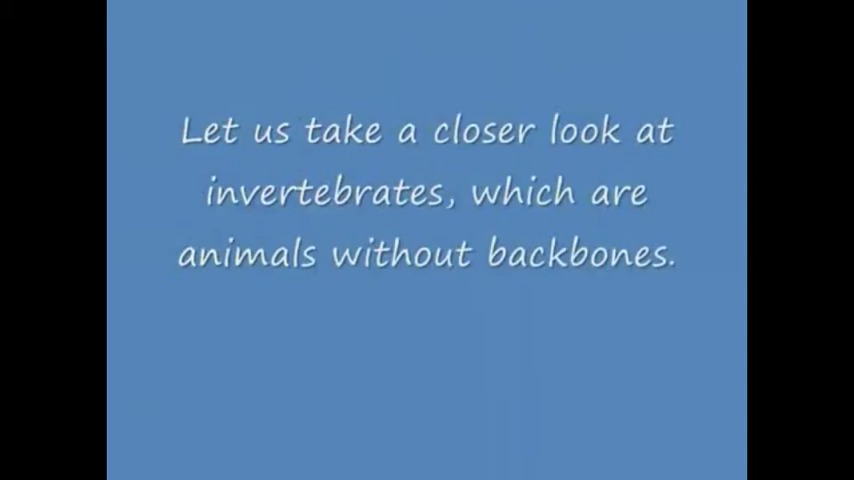 Let us take a closer look at
invertebrates, which are
animals without backbones.